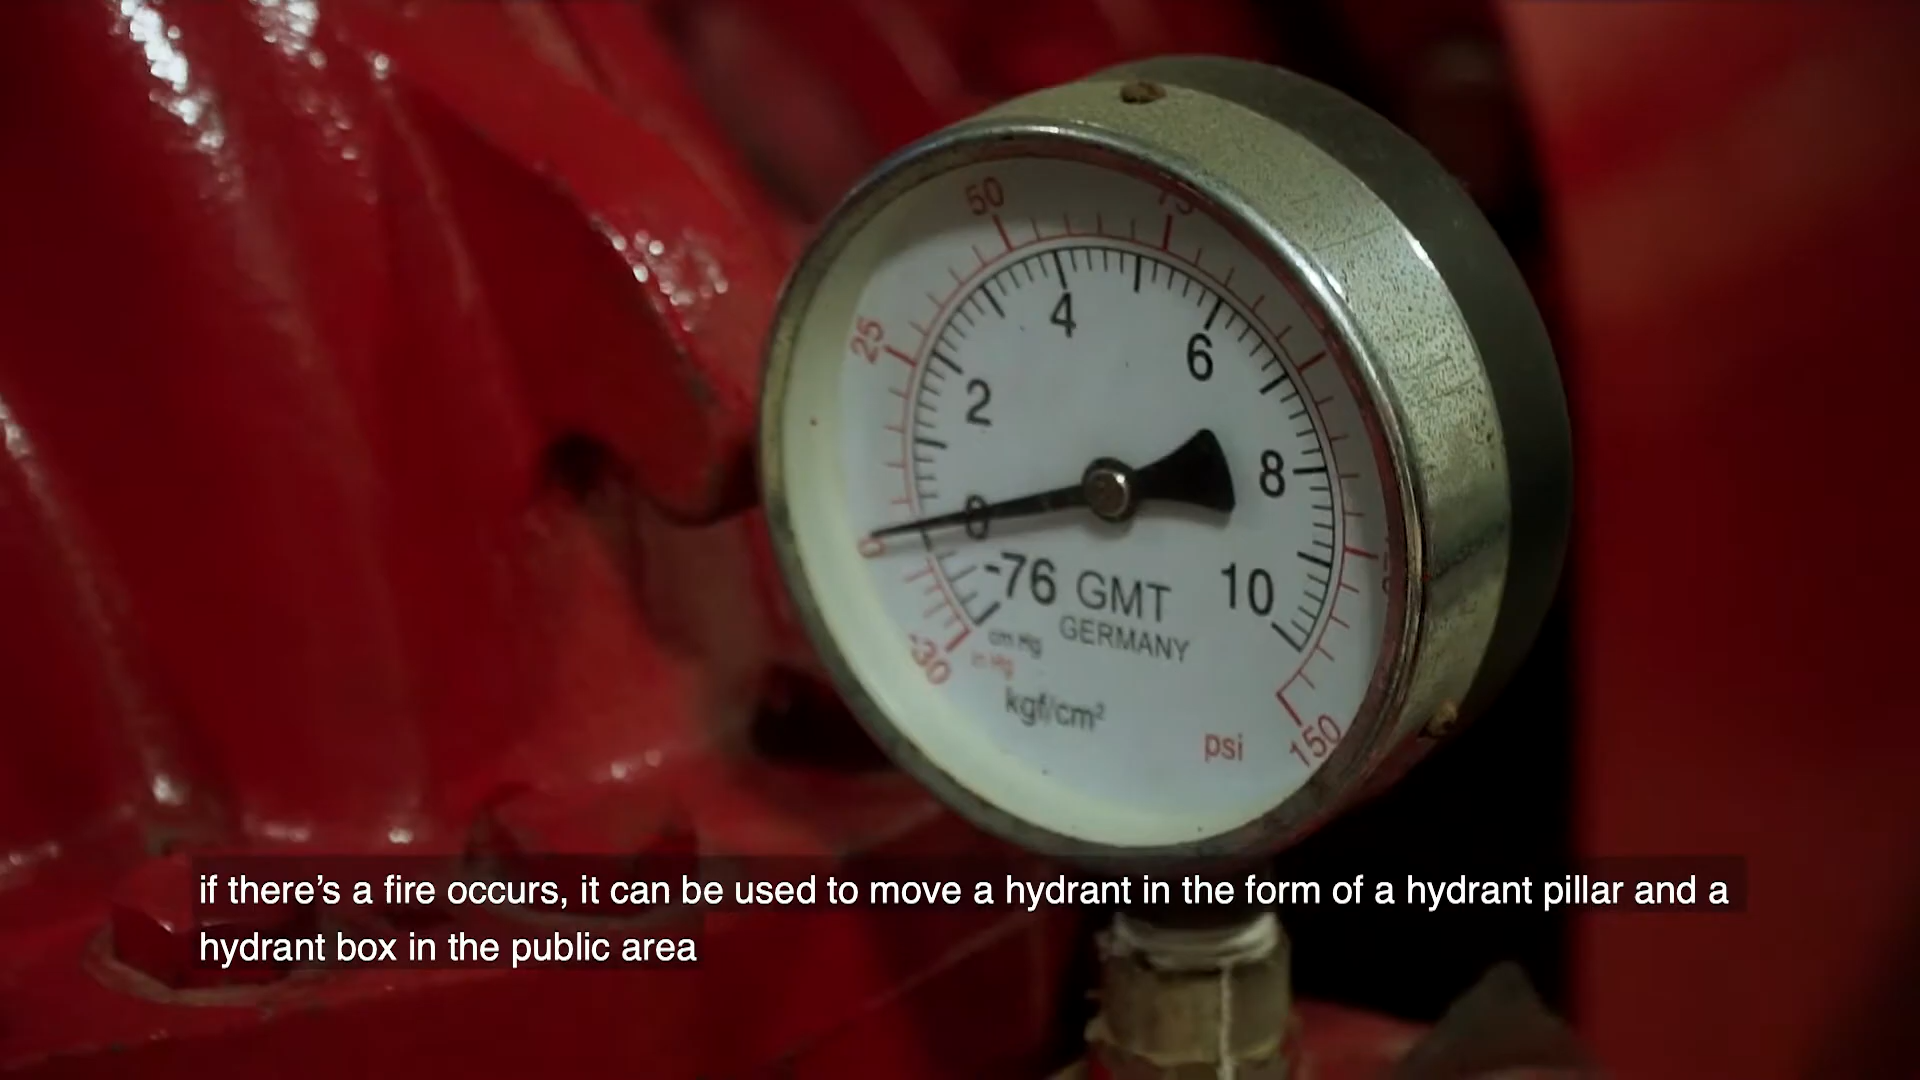 50
75
25
4
6
2
8
0
0
-76
GMT
10
GERMANY
cm Hg
in Hg
-30
kgf/cm²
psi
150
if there's a fire occurs, it can be used to move a hydrant in the form of a hydrant pillar and a
hydrant box in the public area